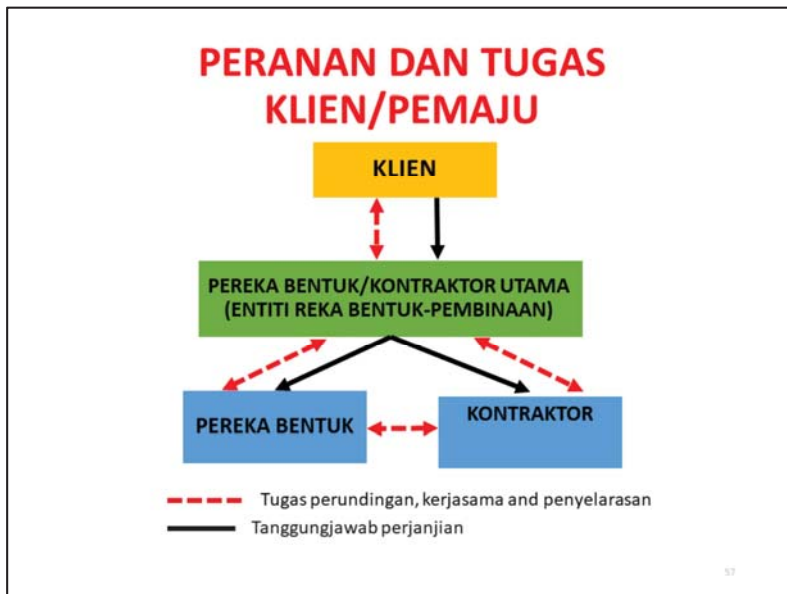 PERANAN DAN TUGAS
KLIEN/PEMAJU
KLIEN
PEREKA BENTUK/KONTRAKTOR UTAMA
(ENTITI REKA BENTUK-PEMBINAAN)
PEREKA BENTUK
KONTRAKTOR
Tugas perundingan, kerjasama and penyelarasan
Tanggungjawab perjanjian
57